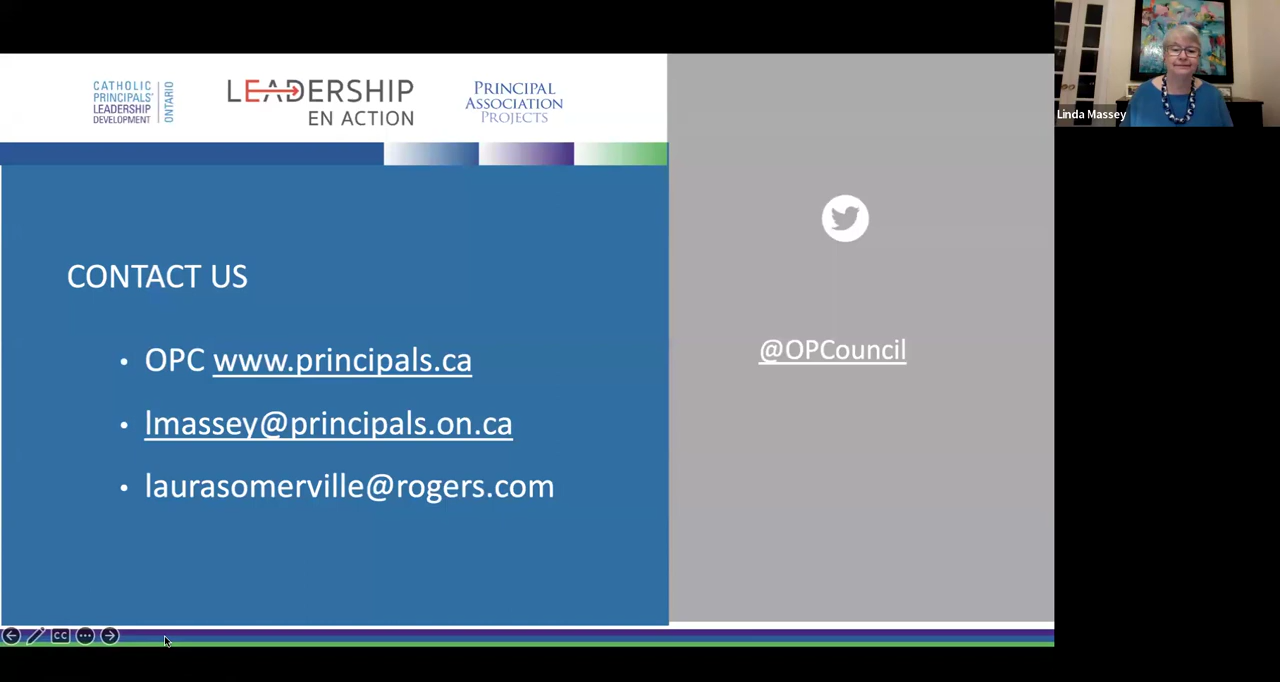 CATHOLIC
PRINCIPALS'
LEADERSHIP
DEVELOPMENT
ONTARIO
LEADERSHIP
EN ACTION
PRINCIPAL
ASSOCIATION
PROJECTS
Linda Massey
CONTACT US
• OPC www.principals.ca
• lmassey@principals.on.ca
• laurasomerville@rogers.com
@OPCouncil
CC